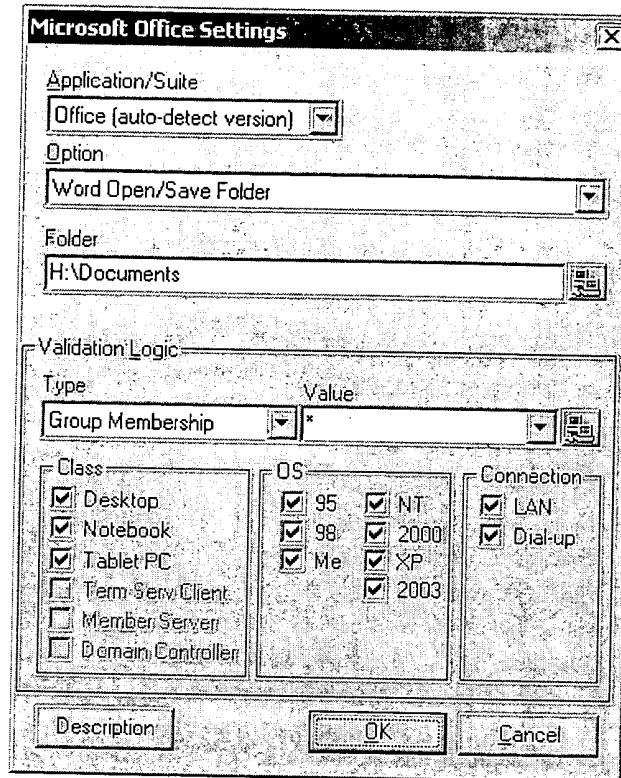 Microsoft Office Settings
Application/Suite
Office (auto-detect version)
Option
Word Open/Save Folder
Folder
H:\Documents
Validation Logic
Type
Value
Group Membership
*
Class
Desktop
Notebook
Tablet PC
Term Serv Client
Member Server
Domain Controller
OS
95
NT
98
2000
Me
XP
2003
Connection
LAN
Dial-up
Description
OK
Cancel